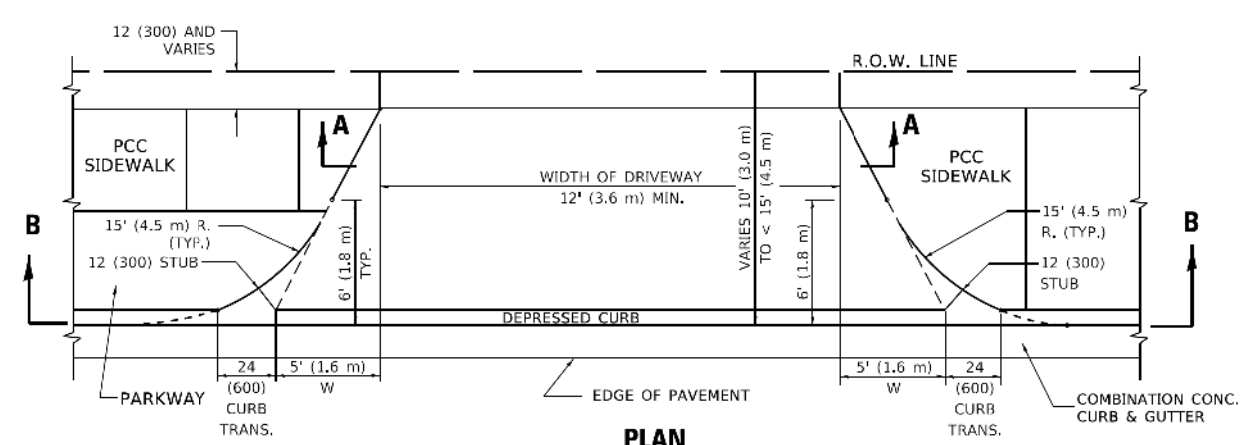 12 (300) AND
VARIES
R.O.W. LINE
A
A
PCC
SIDEWALK
PCC
SIDEWALK
WIDTH OF DRIVEWAY
12' (3.6 m) MIN.
VARIES 10' (3.0 m)
TO < 15' (4.5 m)
B
B
15' (4.5 m) R.
(TYP.)
12 (300) STUB
6' (1.8 m)
TYP.
6' (1.8 m)
15' (4.5 m)
R. (TYP.)
12 (300)
STUB
DEPRESSED CURB
24
(600)
CURB
TRANS.
5' (1.6 m)
W
5' (1.6 m)
W
24
(600)
CURB
TRANS.
PARKWAY
EDGE OF PAVEMENT
COMBINATION CONC.
CURB & GUTTER
PLAN